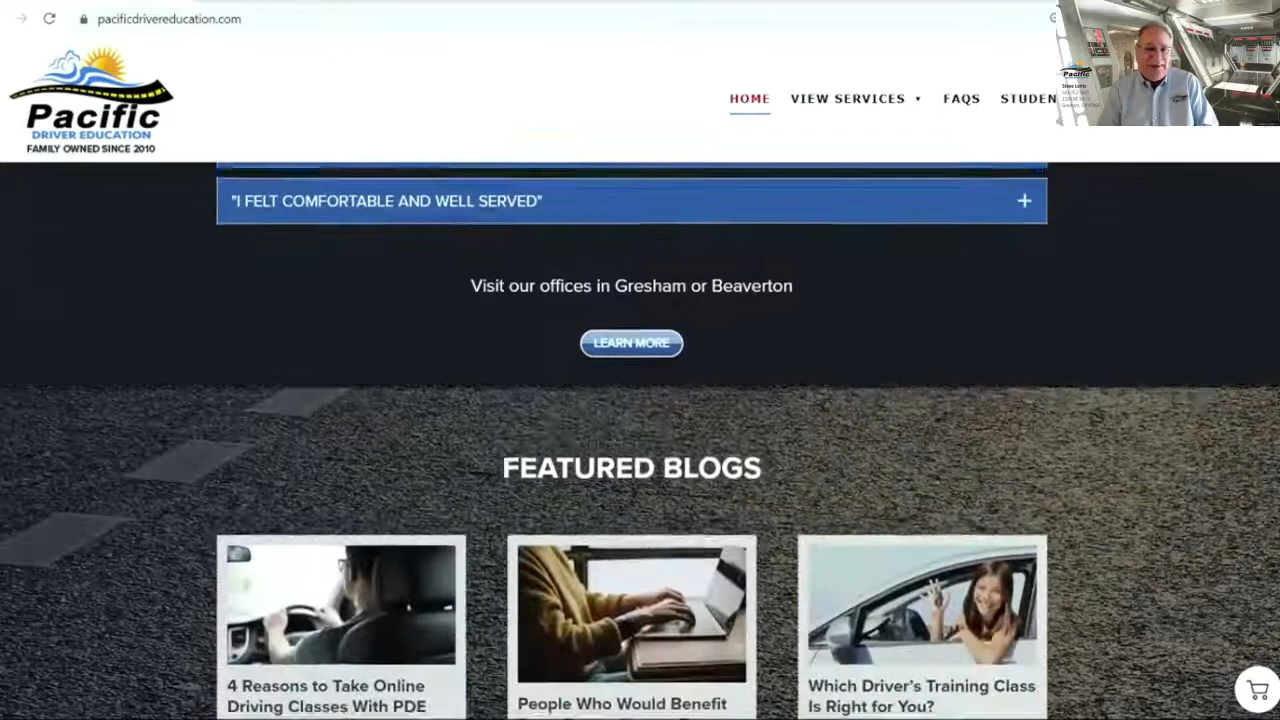 pacificdrivereducation.com
Pacific
DRIVER EDUCATION
FAMILY OWNED SINCE 2010
HOME VIEW SERVICES FAQS STUDEN
Pacific
"I FELT COMFORTABLE AND WELL SERVED"
Visit our offices in Gresham or Beaverton
LEARN MORE
FEATURED BLOGS
4 Reasons to Take Online
Driving Classes With PDE
People Who Would Benefit
Which Driver's Training Class
Is Right for You?